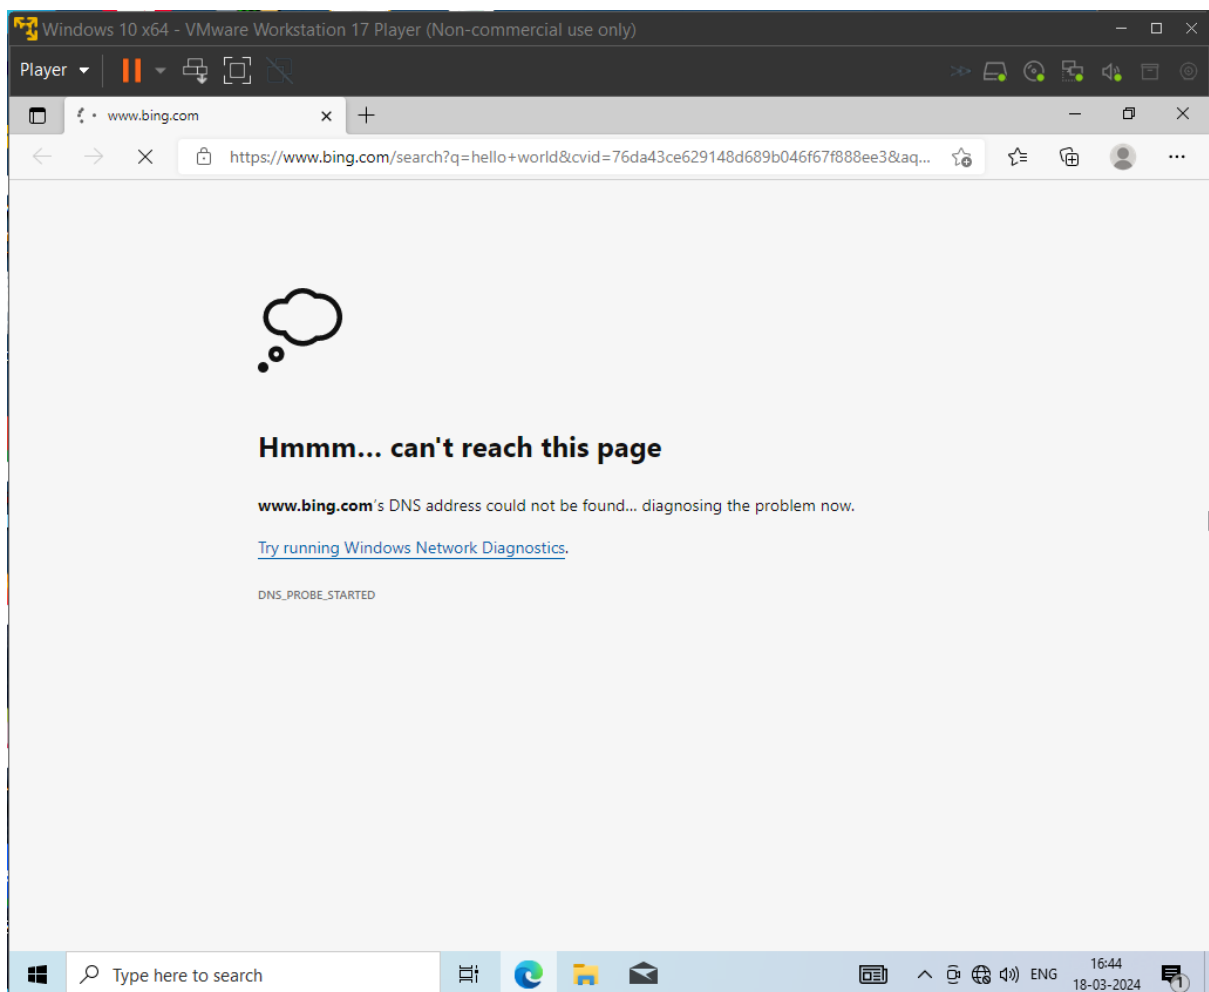 Windows 10 x64 - VMware Workstation 17 Player (Non-commercial use only)
Player
www.bing.com
https://www.bing.com/search?q=hello+world&cvid=76da43ce629148d689b046f67f888ee3&aq...
Hmmm... can't reach this page
www.bing.com's DNS address could not be found... diagnosing the problem now.
Try running Windows Network Diagnostics.
DNS_PROBE_STARTED
Type here to search
ENG
16:44
18-03-2024
1